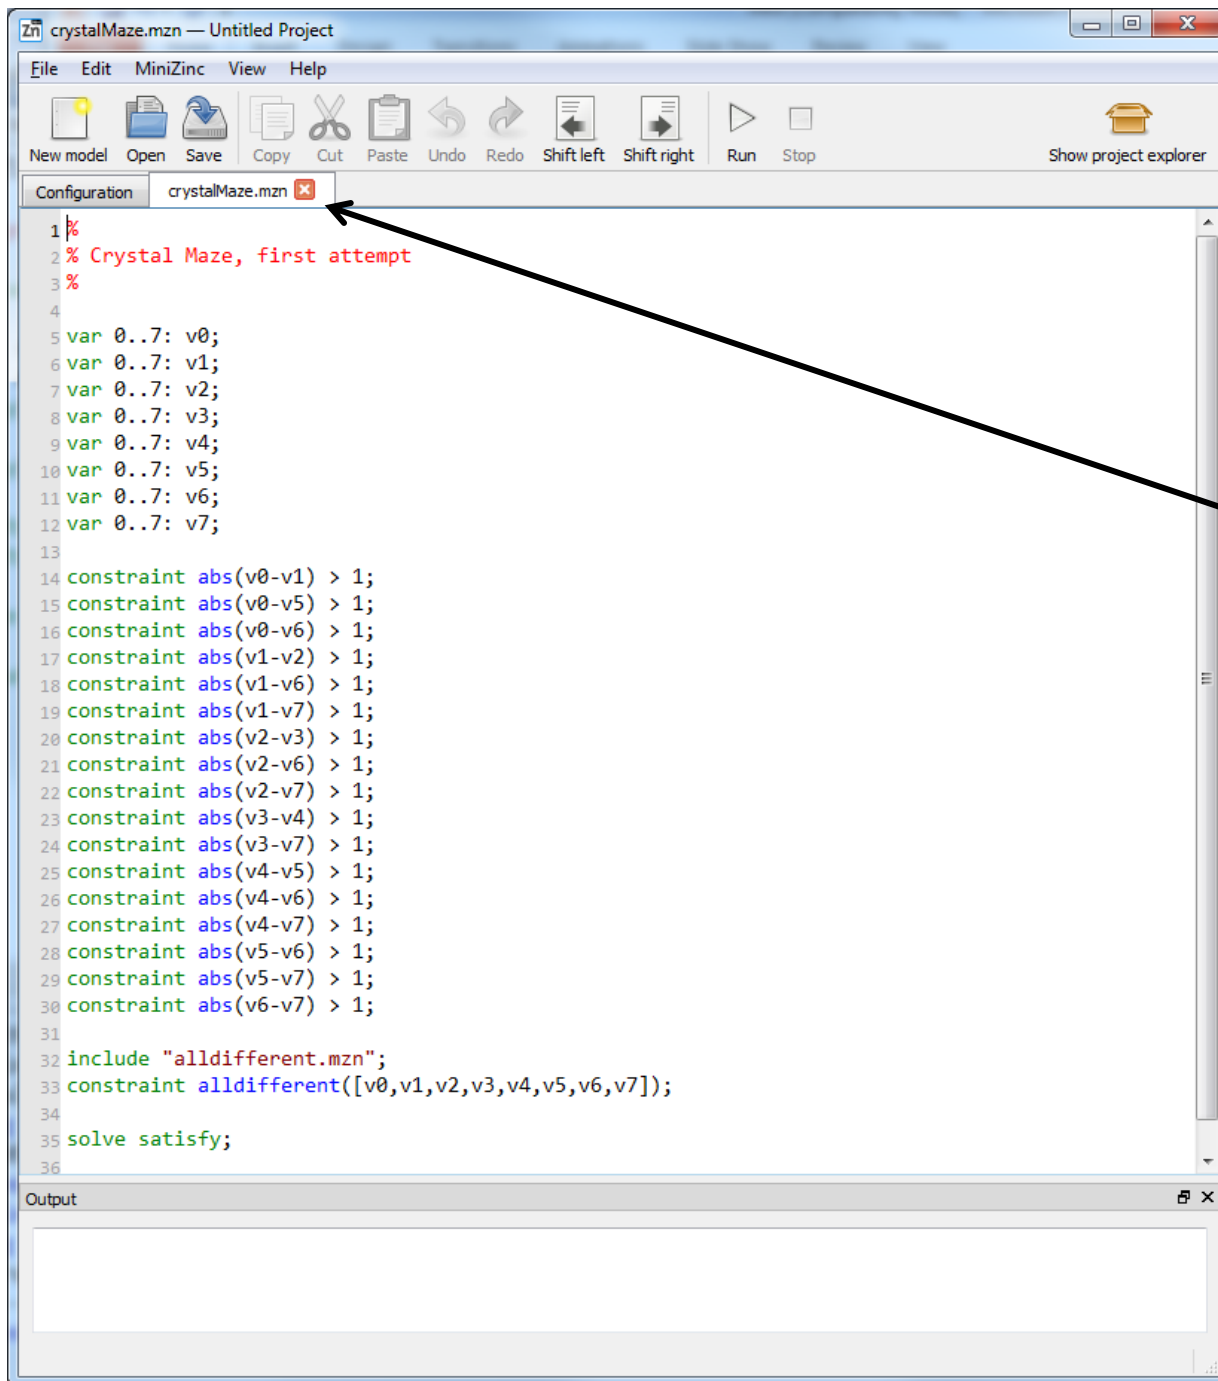 Zn crystalMaze.mzn — Untitled Project
File Edit MiniZinc View Help
New model Open Save Copy Cut Paste Undo Redo Shift left Shift right Run Stop Show project explorer
Configuration crystalMaze.mzn
1 %
2 % Crystal Maze, first attempt
3 %
4
5 var 0..7: v0;
6 var 0..7: v1;
7 var 0..7: v2;
8 var 0..7: v3;
9 var 0..7: v4;
10 var 0..7: v5;
11 var 0..7: v6;
12 var 0..7: v7;
13
14 constraint abs(v0-v1) > 1;
15 constraint abs(v0-v5) > 1;
16 constraint abs(v0-v6) > 1;
17 constraint abs(v1-v2) > 1;
18 constraint abs(v1-v6) > 1;
19 constraint abs(v1-v7) > 1;
20 constraint abs(v2-v3) > 1;
21 constraint abs(v2-v6) > 1;
22 constraint abs(v2-v7) > 1;
23 constraint abs(v3-v4) > 1;
24 constraint abs(v3-v7) > 1;
25 constraint abs(v4-v5) > 1;
26 constraint abs(v4-v6) > 1;
27 constraint abs(v4-v7) > 1;
28 constraint abs(v5-v6) > 1;
29 constraint abs(v5-v7) > 1;
30 constraint abs(v6-v7) > 1;
31
32 include "alldifferent.mzn";
33 constraint alldifferent([v0,v1,v2,v3,v4,v5,v6,v7]);
34
35 solve satisfy;
36
Output